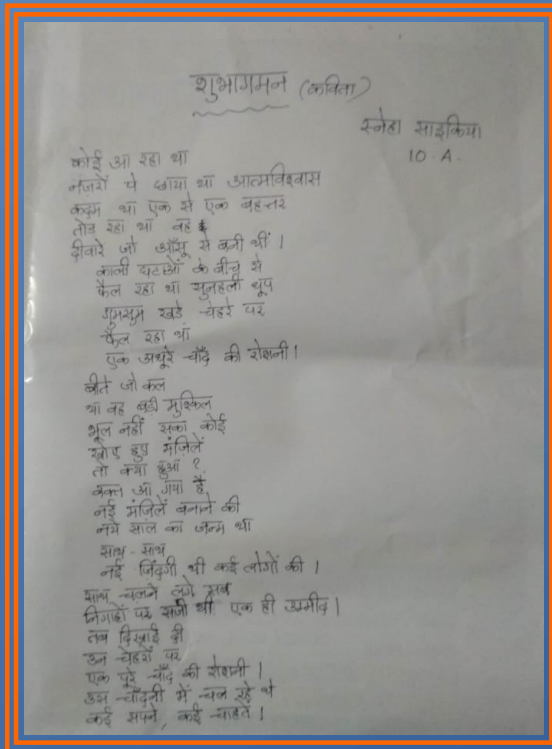 शुभागमन (कविता)
स्नेहा साइकिया
10-A.
कोई आ रहा था
नजरों पे छाया था आत्मविश्वास
कदम था एक से एक बहत्तर
तोड रहा था वह
दीवारे जो आँसू से बनी थीं।
काली घटाओं के बीच से
फैल रहा था सुनहली धूप
गुमसुम खडे चेहरे पर
फैल रहा था
एक अधूरे चाँद की रोशनी।
बीते जो कल
था वह बडी मुश्किल
भूल नहीं सका कोई
खोए हुए मंज़िलें
तो क्या हुआ ?
वक्त आ गया है
नई मंजिलें बनाने की
नये साल का जन्म था
साथ - साथ
नई जिंदगी थी कई लोगों की।
साथ चलने लगे सब
निगाहों पर सजी थी एक ही उम्मीद।
तब दिखाई दी
उन चेहरों पर
एक पूरे चाँद की रोशनी।
उस चाँदनी में चल रहे थे
कई सपने, कई चाहतें।